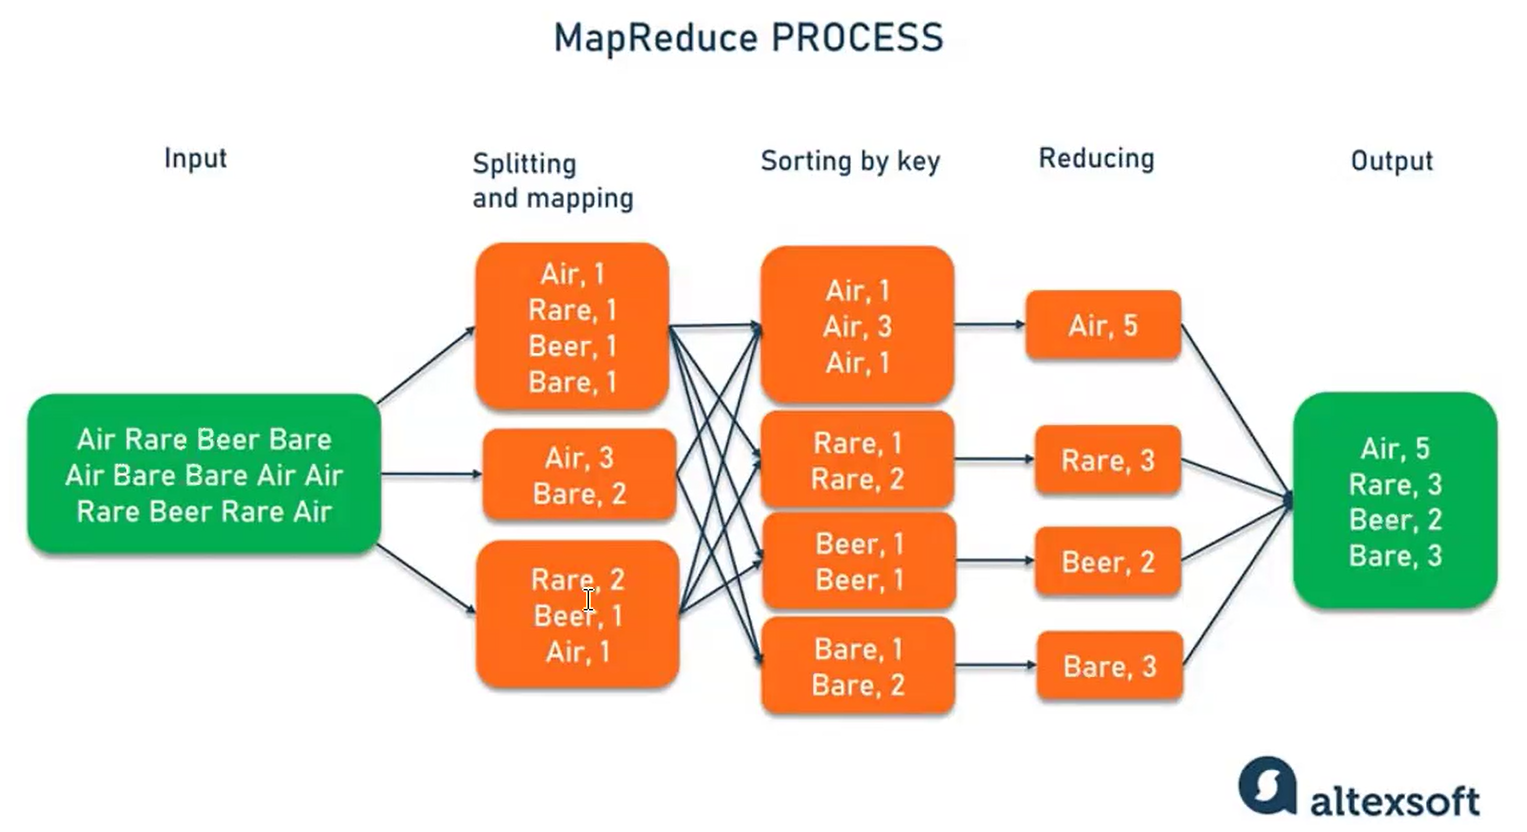 MapReduce PROCESS
Input
Splitting
and mapping
Sorting by key
Reducing
Output
Air Rare Beer Bare
Air Bare Bare Air Air
Rare Beer Rare Air
Air, 1
Rare, 1
Beer, 1
Bare, 1
Air, 3
Bare, 2
Rare, 2
Beer, 1
Air, 1
Air, 1
Air, 3
Air, 1
Rare, 1
Rare, 2
Beer, 1
Beer, 1
Bare, 1
Bare, 2
Air, 5
Rare, 3
Beer, 2
Bare, 3
Air, 5
Rare, 3
Beer, 2
Bare, 3
altexsoft